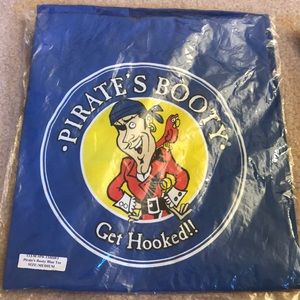 ·PIRATE'S BOOTY·
Get Hooked!!
Pirate's Booty Blue Tee
SIZE:MEDIUM